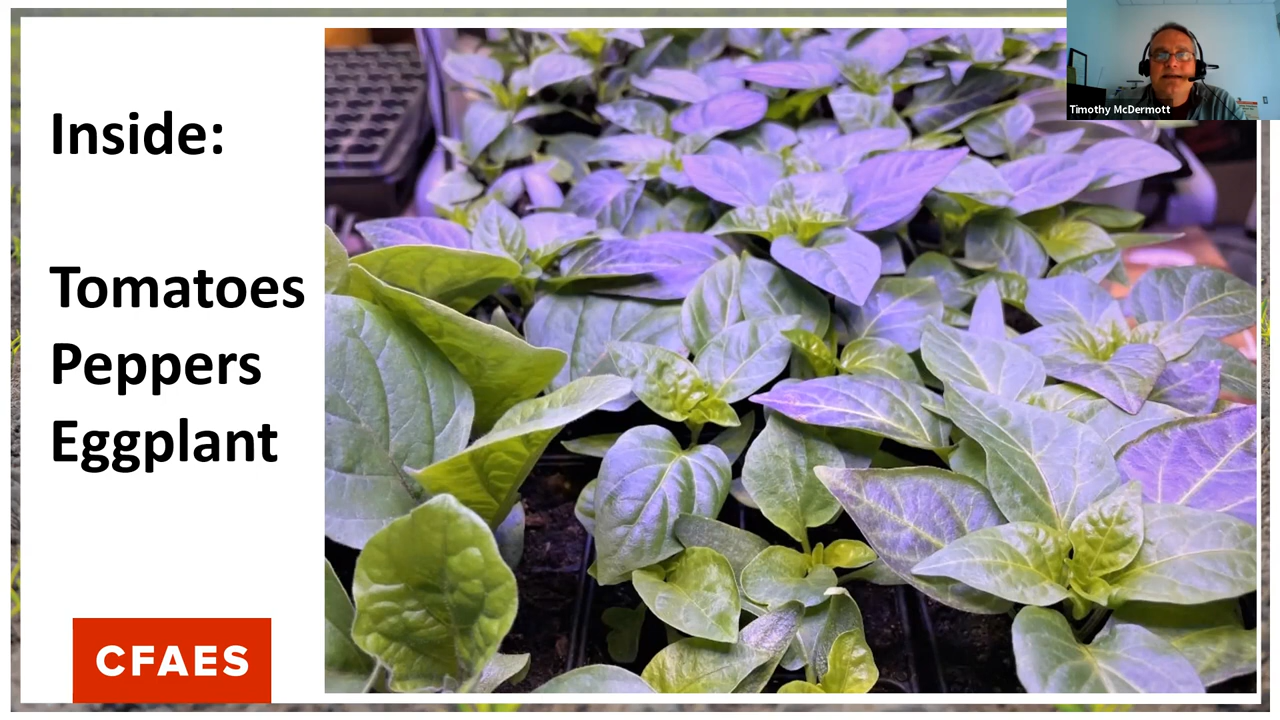 Inside:
Tomatoes
Peppers
Eggplant
CFAES
Timothy McDermott